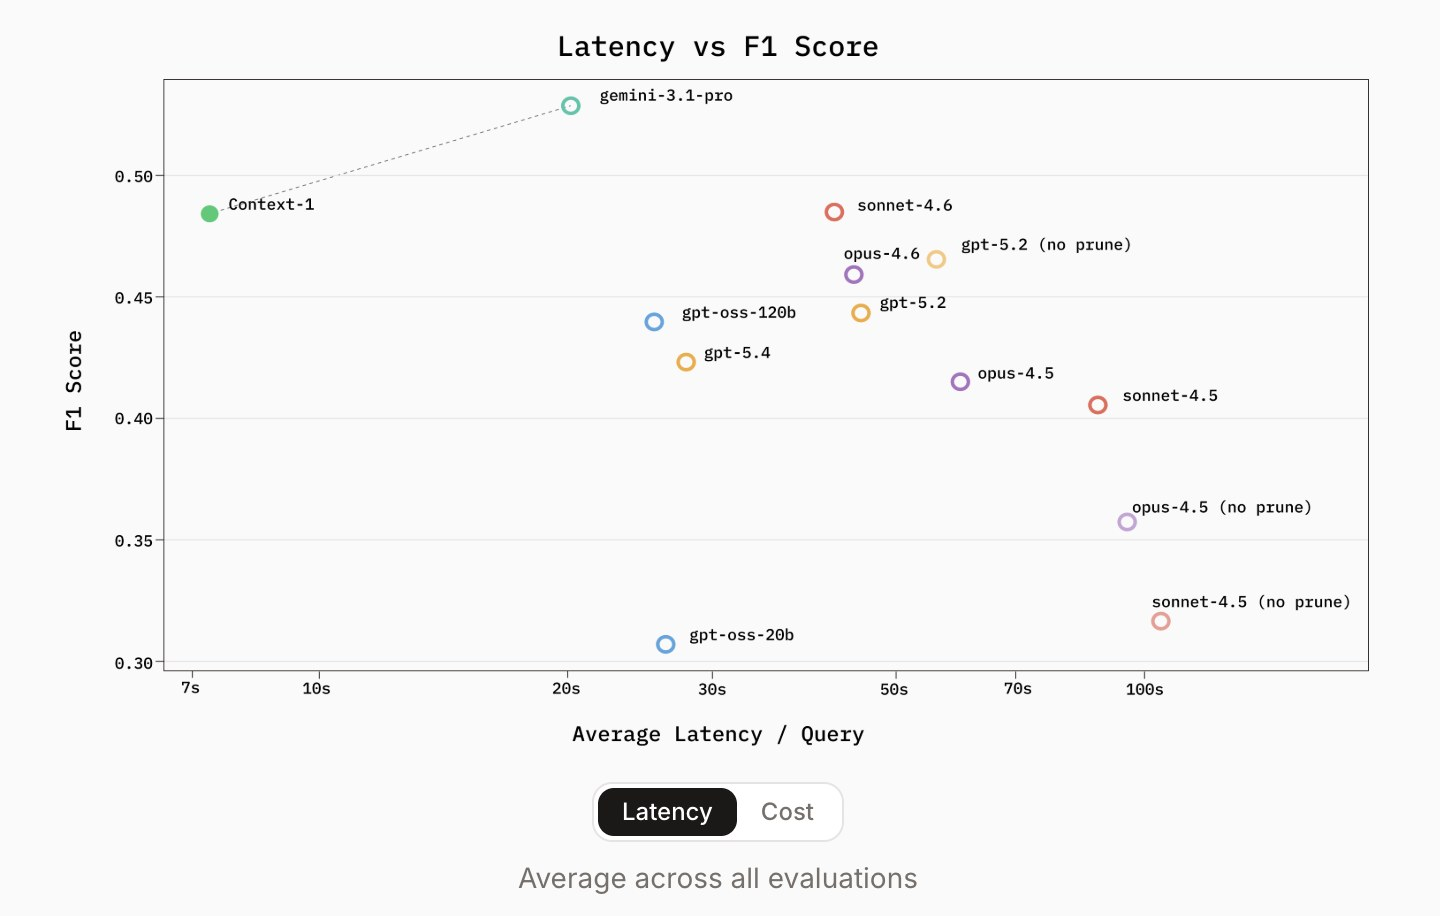 Latency vs F1 Score
gemini-3.1-pro
0.50
Context-1
sonnet-4.6
gpt-5.2 (no prune)
opus-4.6
0.45
gpt-5.2
gpt-oss-120b
gpt-5.4
opus-4.5
sonnet-4.5
F1 Score
0.40
opus-4.5 (no prune)
0.35
sonnet-4.5 (no prune)
gpt-oss-20b
0.30
7s 10s 20s 30s 50s 70s 100s
Average Latency / Query
Latency Cost
Average across all evaluations